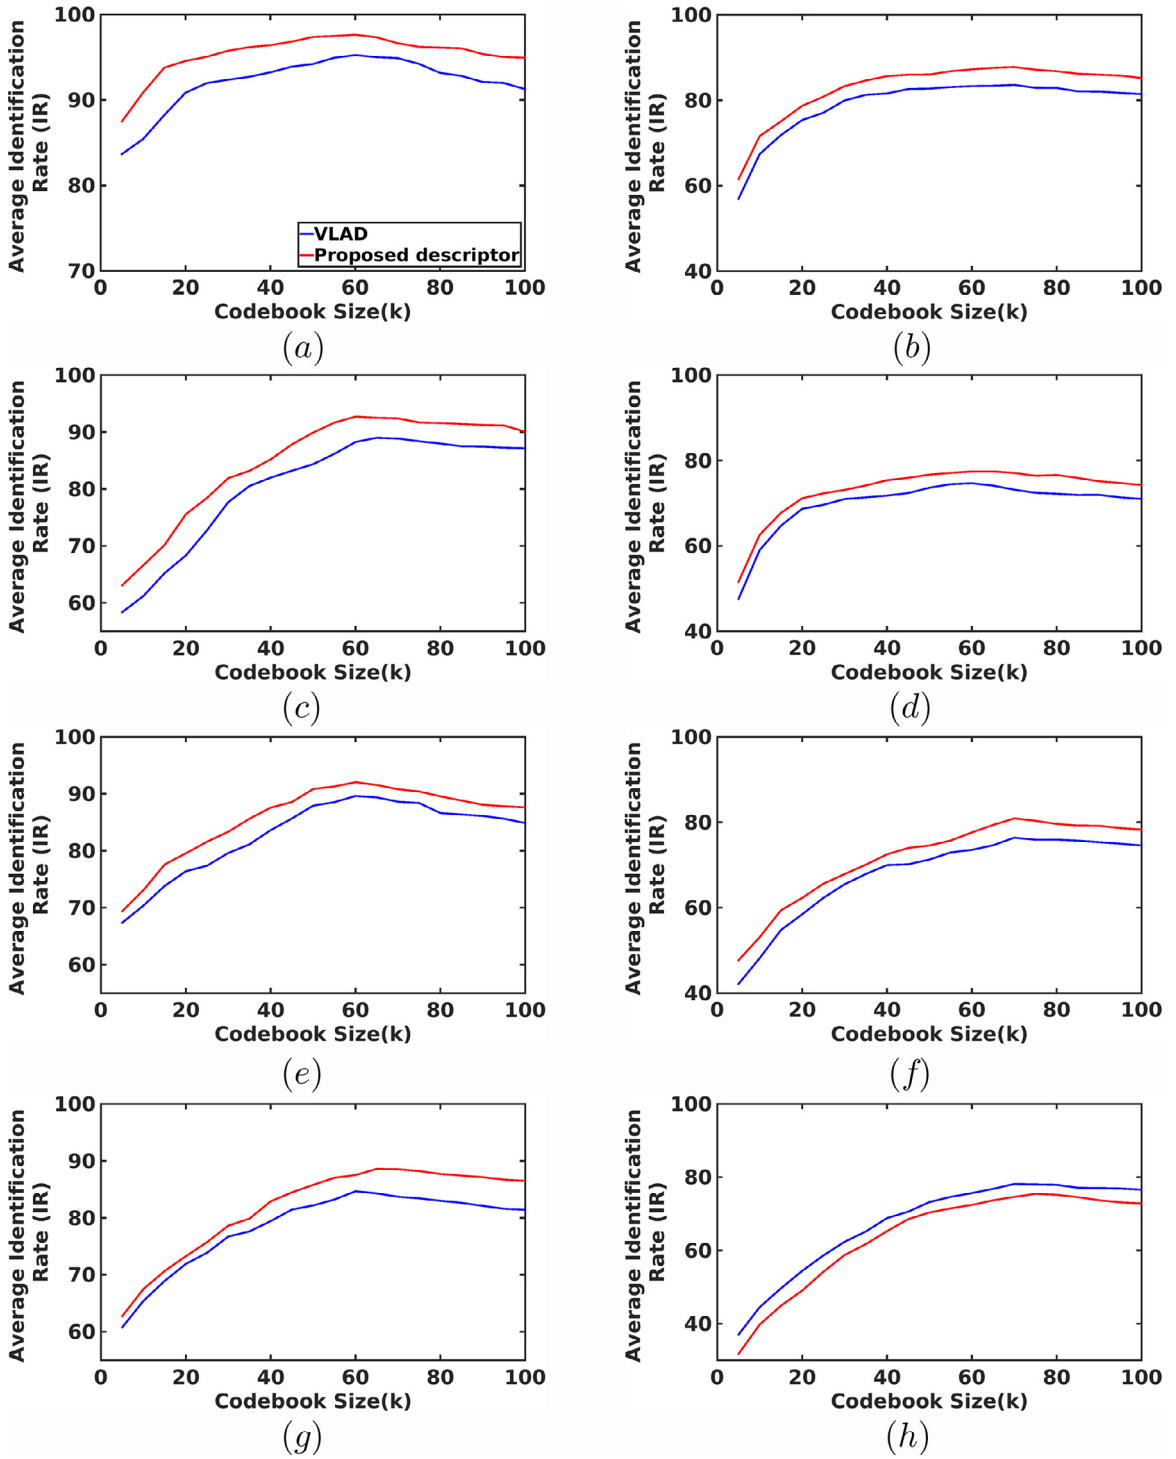 100
90
80
70
0 20 40 60 80 100
Average Identification
Rate (IR)
Codebook Size(k)
VLAD
Proposed descriptor
(a)
100
80
60
40
0 20 40 60 80 100
Average Identification
Rate (IR)
Codebook Size(k)
(b)
100
90
80
70
60
0 20 40 60 80 100
Average Identification
Rate (IR)
Codebook Size(k)
(c)
100
80
60
40
0 20 40 60 80 100
Average Identification
Rate (IR)
Codebook Size(k)
(d)
100
90
80
70
60
0 20 40 60 80 100
Average Identification
Rate (IR)
Codebook Size(k)
(e)
100
80
60
40
0 20 40 60 80 100
Average Identification
Rate (IR)
Codebook Size(k)
(f)
100
90
80
70
60
0 20 40 60 80 100
Average Identification
Rate (IR)
Codebook Size(k)
(g)
100
80
60
40
0 20 40 60 80 100
Average Identification
Rate (IR)
Codebook Size(k)
(h)